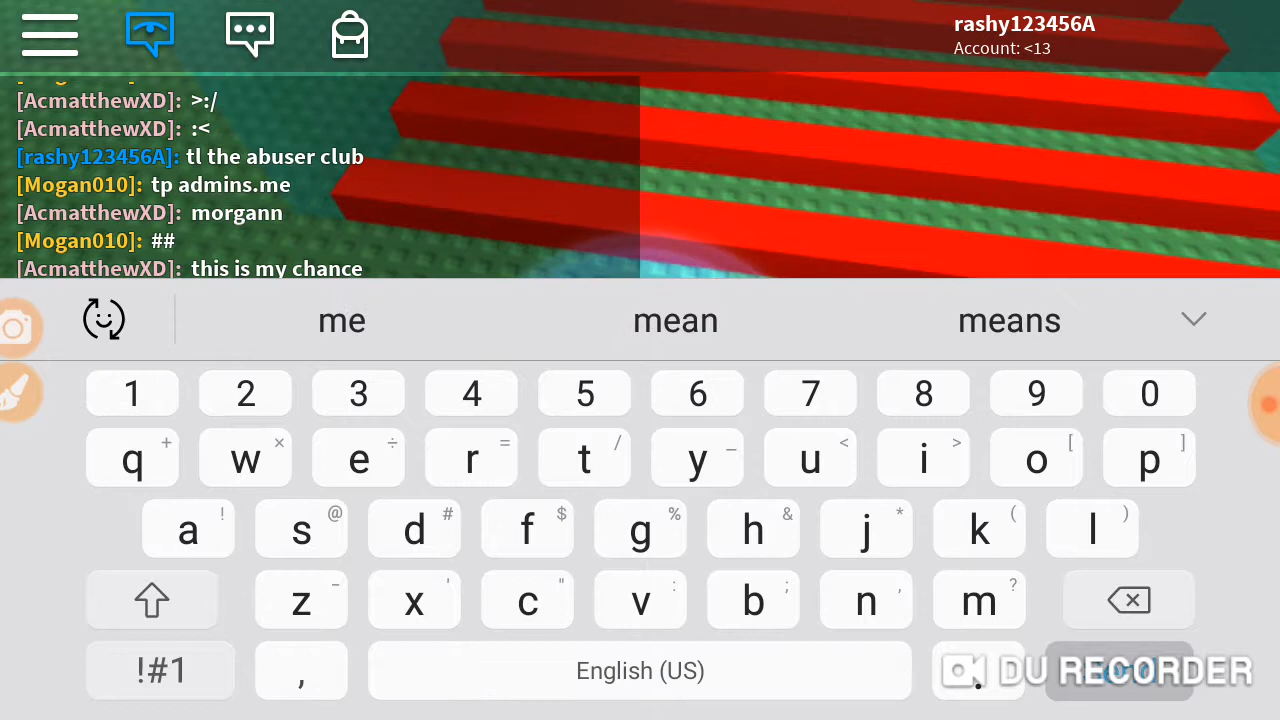 rashy123456A
Account: <13
[AcmatthewXD]: >:/
[AcmatthewXD]: :<
[rashy123456A]: tl the abuser club
[Mogan010]: tp admins.me
[AcmatthewXD]: morgann
[Mogan010]: ##
[AcmatthewXD]: this is my chance
me mean means
1 2 3 4 5 6 7 8 9 0
q + w × e ÷ r = t / y _ u < i > o [ p ]
a ! s @ d # f $ g % h & j * k ( l )
z - x ' c " v : b ; n , m ?
!#1 , English (US) .
DU RECORDER